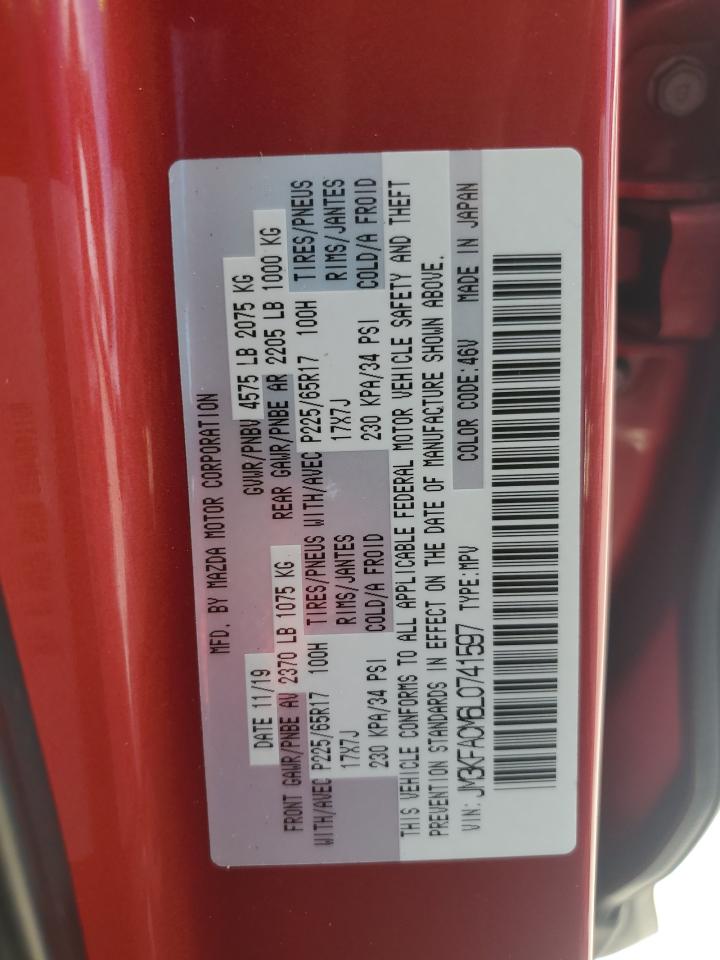 MFD. BY MAZDA MOTOR CORPORATION
DATE 11/19 GVWR/PNBV 4575 LB 2075 KG
FRONT GAWR/PNBE AV 2370 LB 1075 KG REAR GAWR/PNBE AR 2205 LB 1000 KG
WITH/AVEC P225/65R17 100H TIRES/PNEUS WITH/AVEC P225/65R17 100H TIRES/PNEUS
17X7J RIMS/JANTES 17X7J RIMS/JANTES
230 KPA/34 PSI COLD/A FROID 230 KPA/34 PSI COLD/A FROID
THIS VEHICLE CONFORMS TO ALL APPLICABLE FEDERAL MOTOR VEHICLE SAFETY AND THEFT
PREVENTION STANDARDS IN EFFECT ON THE DATE OF MANUFACTURE SHOWN ABOVE.
VIN: JM3KFACM6L0741597 TYPE:MPV COLOR CODE:46V MADE IN JAPAN